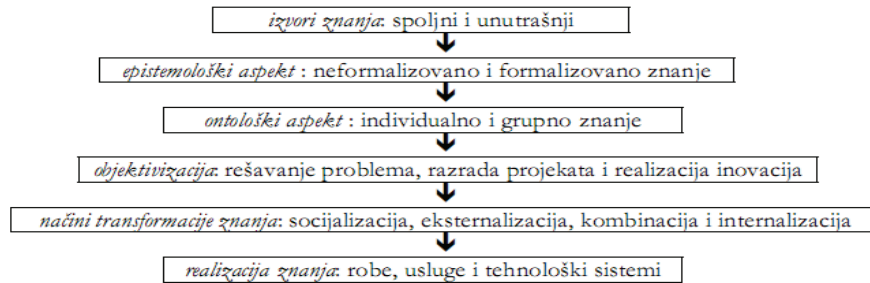 izvori znanja: spoljni i unutrašnji
epistemološki aspekt : neformalizovano i formalizovano znanje
ontološki aspekt : individualno i grupno znanje
objektivizacija: rešavanje problema, razrada projekata i realizacija inovacija
načini transformacije znanja: socijalizacija, eksternalizacija, kombinacija i internalizacija
realizacija znanja: robe, usluge i tehnološki sistemi